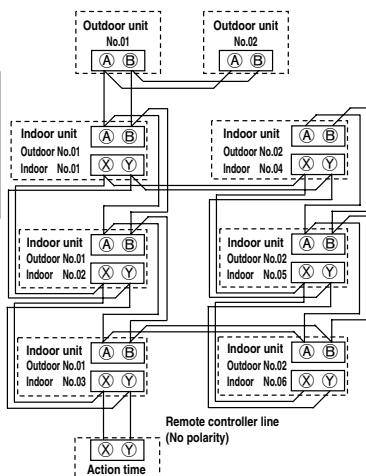 Outdoor unit
No.01
Ⓐ Ⓑ
Outdoor unit
No.02
Ⓐ Ⓑ
Indoor unit
Outdoor No.01
Indoor No.01
Ⓐ Ⓑ
Ⓧ Ⓨ
Indoor unit
Outdoor No.02
Indoor No.04
Ⓐ Ⓑ
Ⓧ Ⓨ
Indoor unit
Outdoor No.01
Indoor No.02
Ⓐ Ⓑ
Ⓧ Ⓨ
Indoor unit
Outdoor No.02
Indoor No.05
Ⓐ Ⓑ
Ⓧ Ⓨ
Indoor unit
Outdoor No.01
Indoor No.03
Ⓐ Ⓑ
Ⓧ Ⓨ
Indoor unit
Outdoor No.02
Indoor No.06
Ⓐ Ⓑ
Ⓧ Ⓨ
Remote controller line
(No polarity)
Ⓧ Ⓨ
Action time